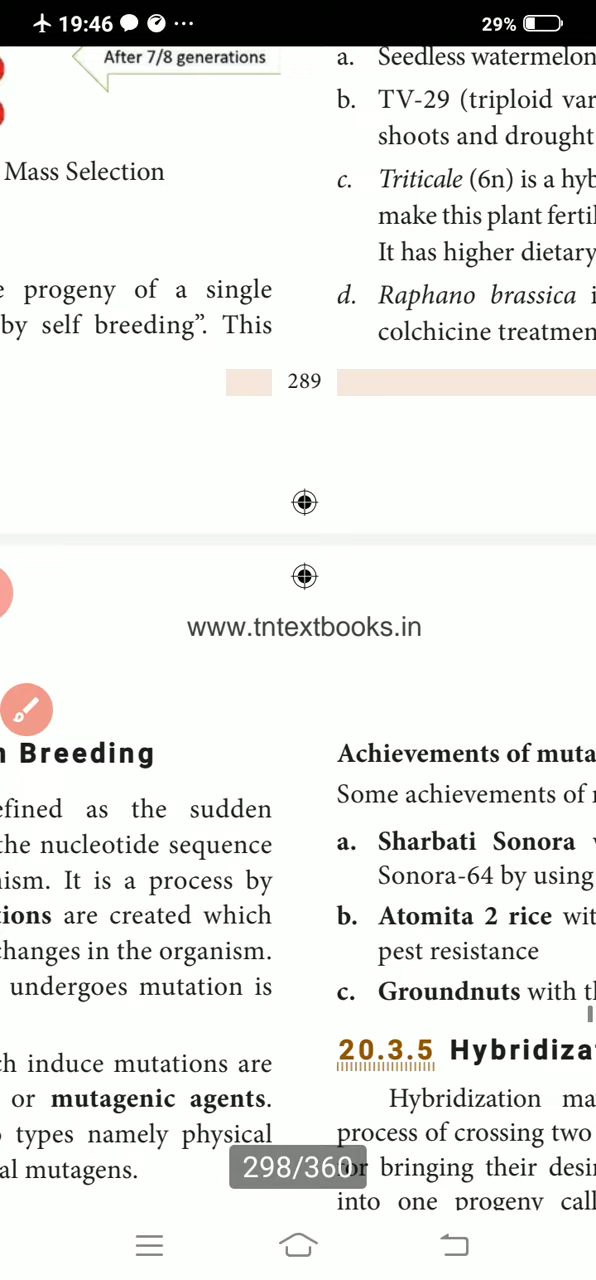 19:46
29%
After 7/8 generations
Mass Selection
progeny of a single
by self breeding”. This
a. Seedless watermelon
b. TV-29 (triploid var
shoots and drought
c. Triticale (6n) is a hyb
make this plant fertil
It has higher dietary
d. Raphano brassica i
colchicine treatmen
289
www.tntextbooks.in
n Breeding
efined as the sudden
the nucleotide sequence
ism. It is a process by
tions are created which
changes in the organism.
undergoes mutation is
ch induce mutations are
or mutagenic agents.
types namely physical
al mutagens.
Achievements of muta
Some achievements of
a. Sharbati Sonora
Sonora-64 by using
b. Atomita 2 rice wit
pest resistance
c. Groundnuts with th
20.3.5 Hybridiza
Hybridization ma
process of crossing two
for bringing their desir
into one progeny call
298/360